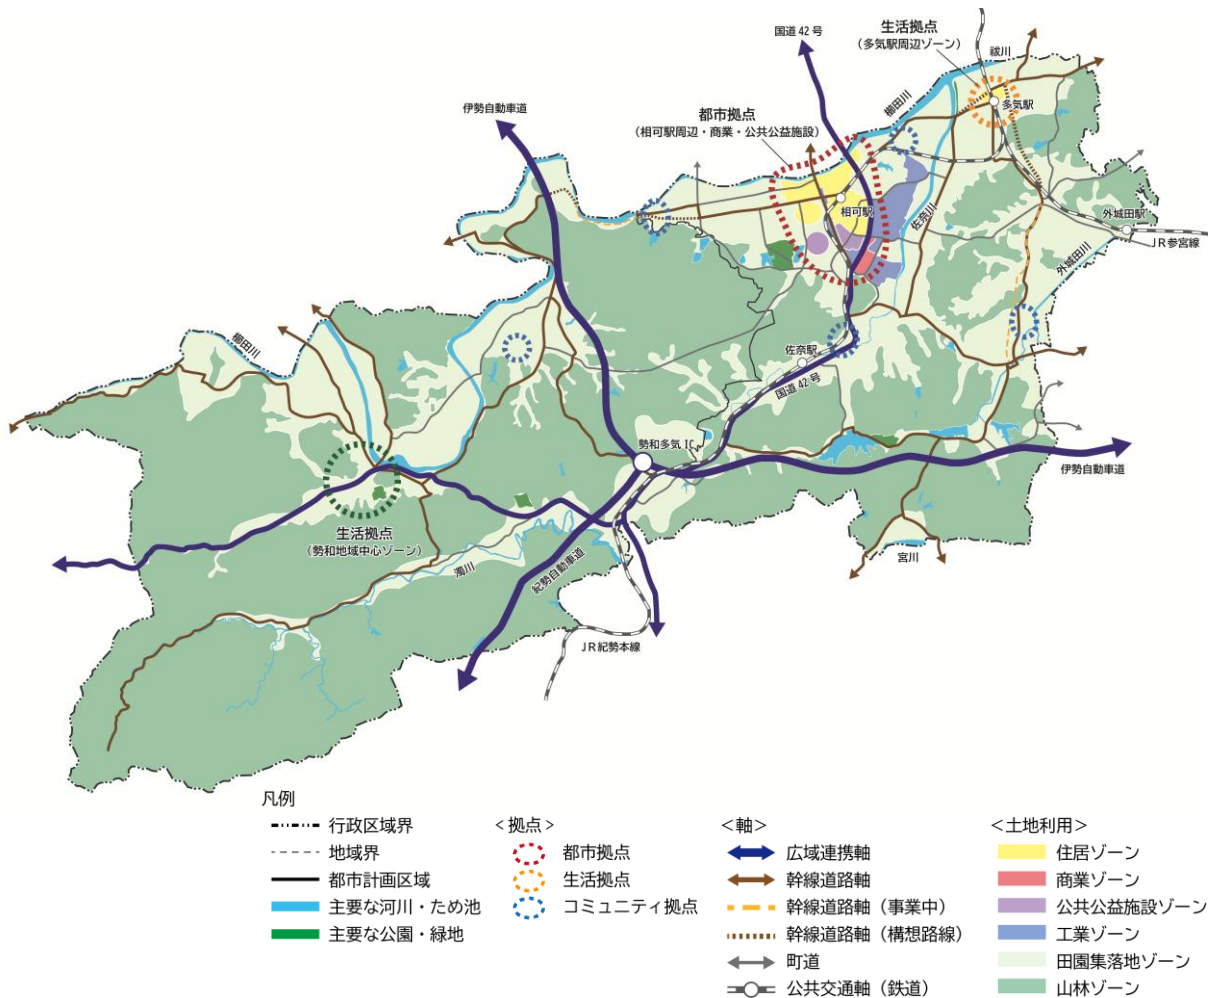 生活拠点
（多気駅周辺ゾーン）
国道 42 号
祓川
櫛田川
多気駅
伊勢自動車道
都市拠点
（相可駅周辺・商業・公共公益施設）
相可駅
佐奈川
外城田駅
ＪＲ参宮線
外城田川
櫛田川
佐奈駅
国道 42 号
勢和多気 IC
伊勢自動車道
生活拠点
（勢和地域中心ゾーン）
濁川
紀勢自動車道
宮川
ＪＲ紀勢本線
凡例
行政区域界
地域界
都市計画区域
主要な河川・ため池
主要な公園・緑地
＜拠点＞
都市拠点
生活拠点
コミュニティ拠点
＜軸＞
広域連携軸
幹線道路軸
幹線道路軸（事業中）
幹線道路軸（構想路線）
町道
公共交通軸（鉄道）
＜土地利用＞
住居ゾーン
商業ゾーン
公共公益施設ゾーン
工業ゾーン
田園集落地ゾーン
山林ゾーン